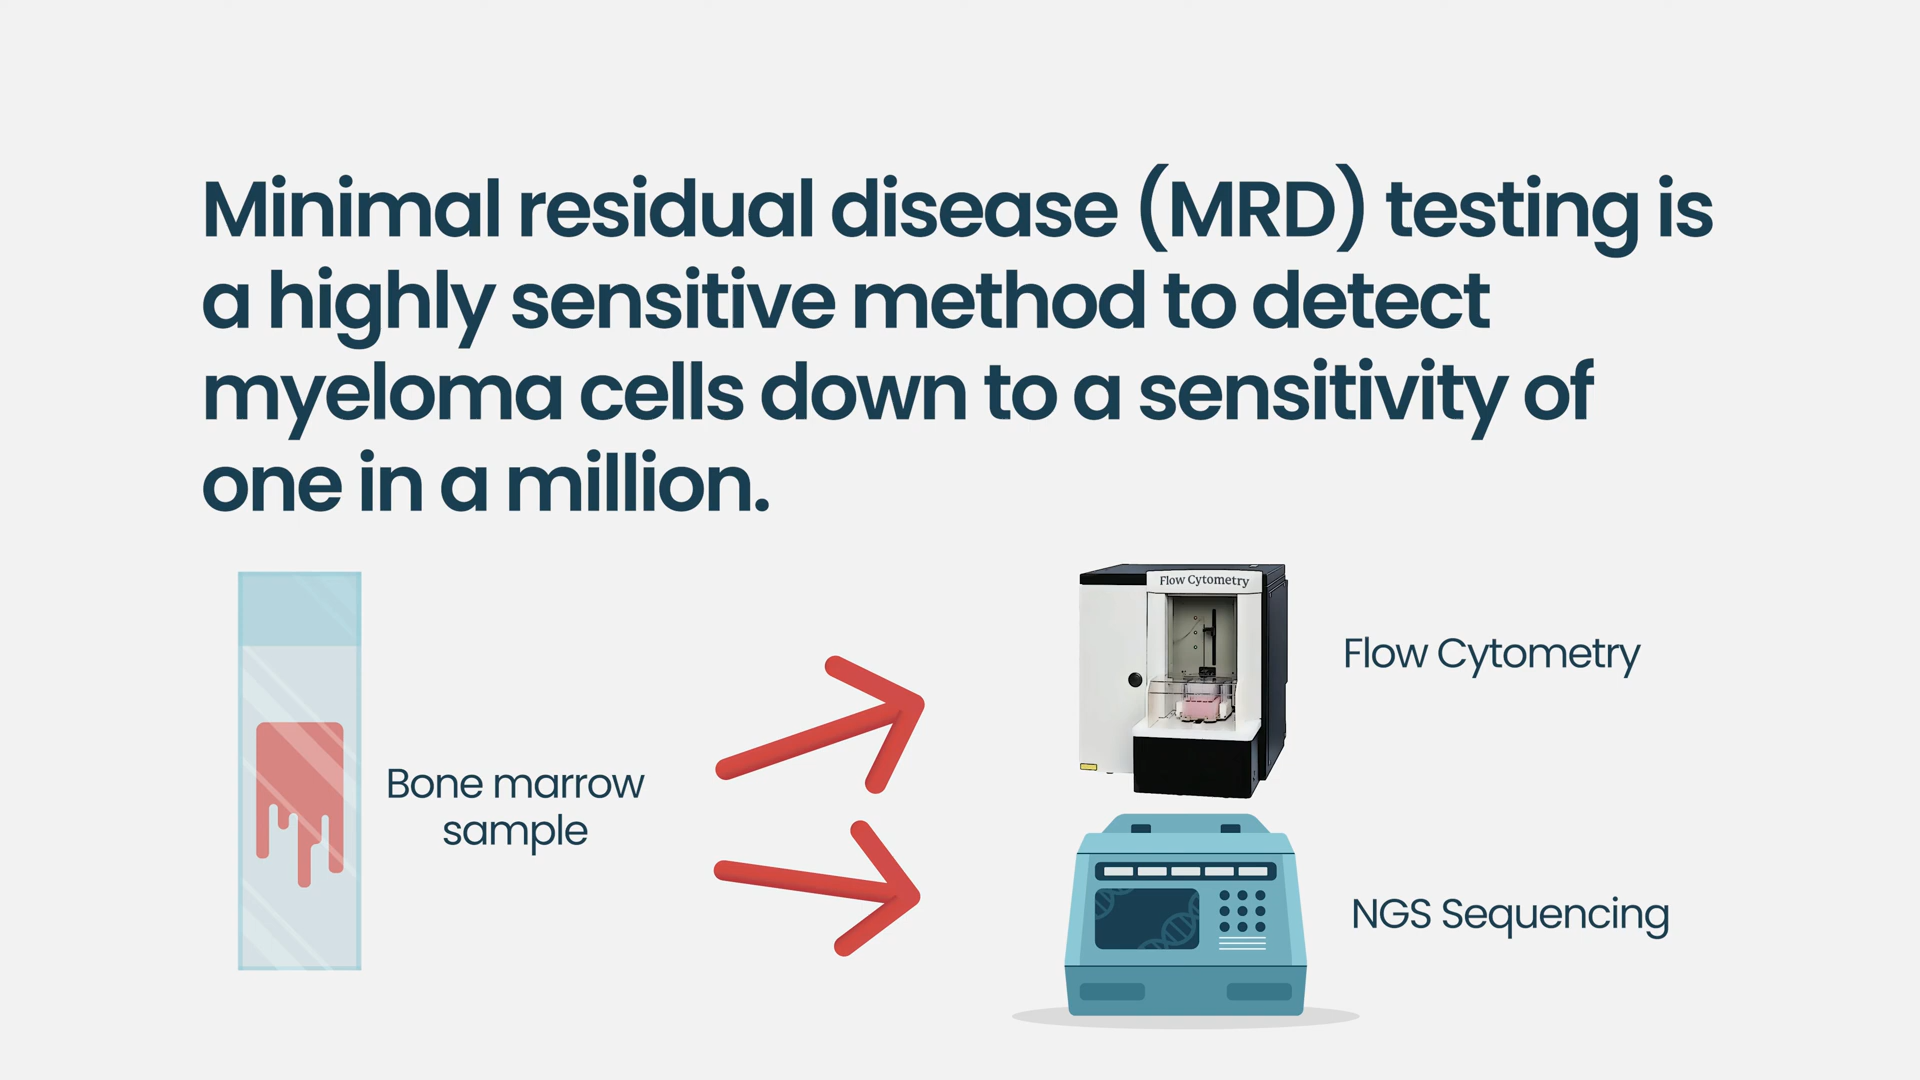 Minimal residual disease (MRD) testing is
a highly sensitive method to detect
myeloma cells down to a sensitivity of
one in a million.
Flow Cytometry
Flow Cytometry
Bone marrow
sample
NGS Sequencing